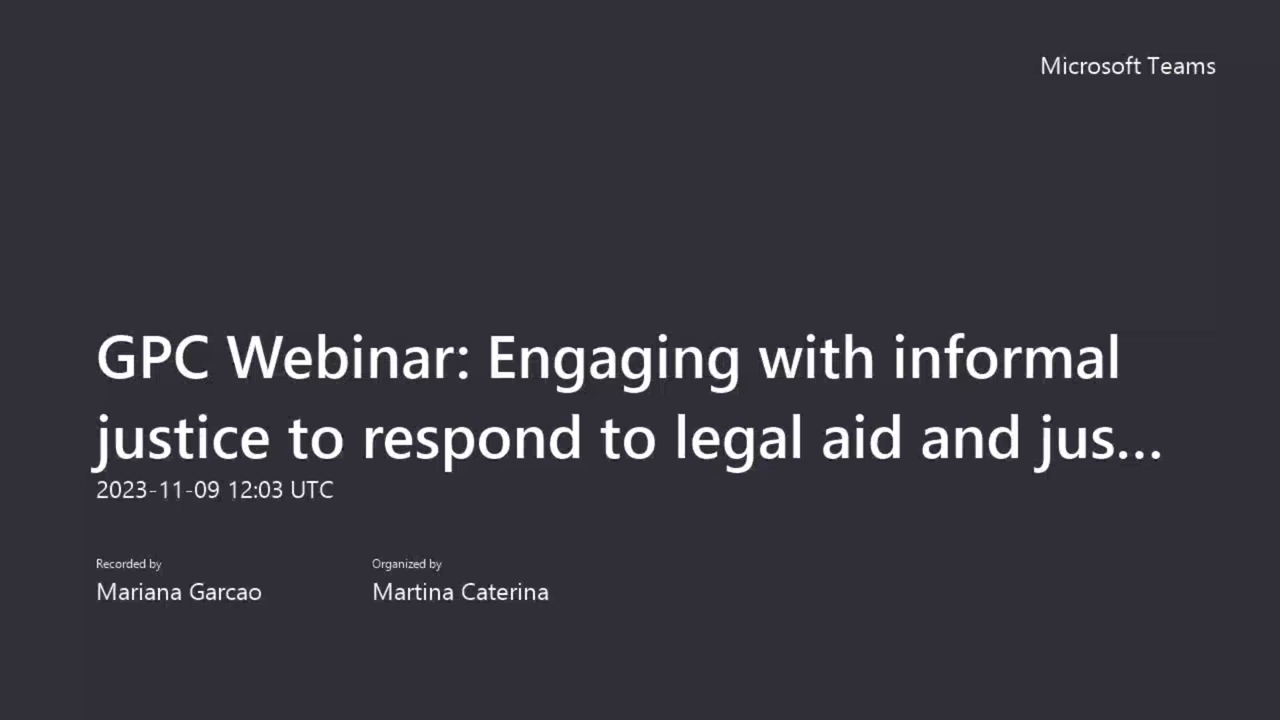 Microsoft Teams
GPC Webinar: Engaging with informal
justice to respond to legal aid and jus...
2023-11-09 12:03 UTC
Recorded by
Mariana Garcao
Organized by
Martina Caterina